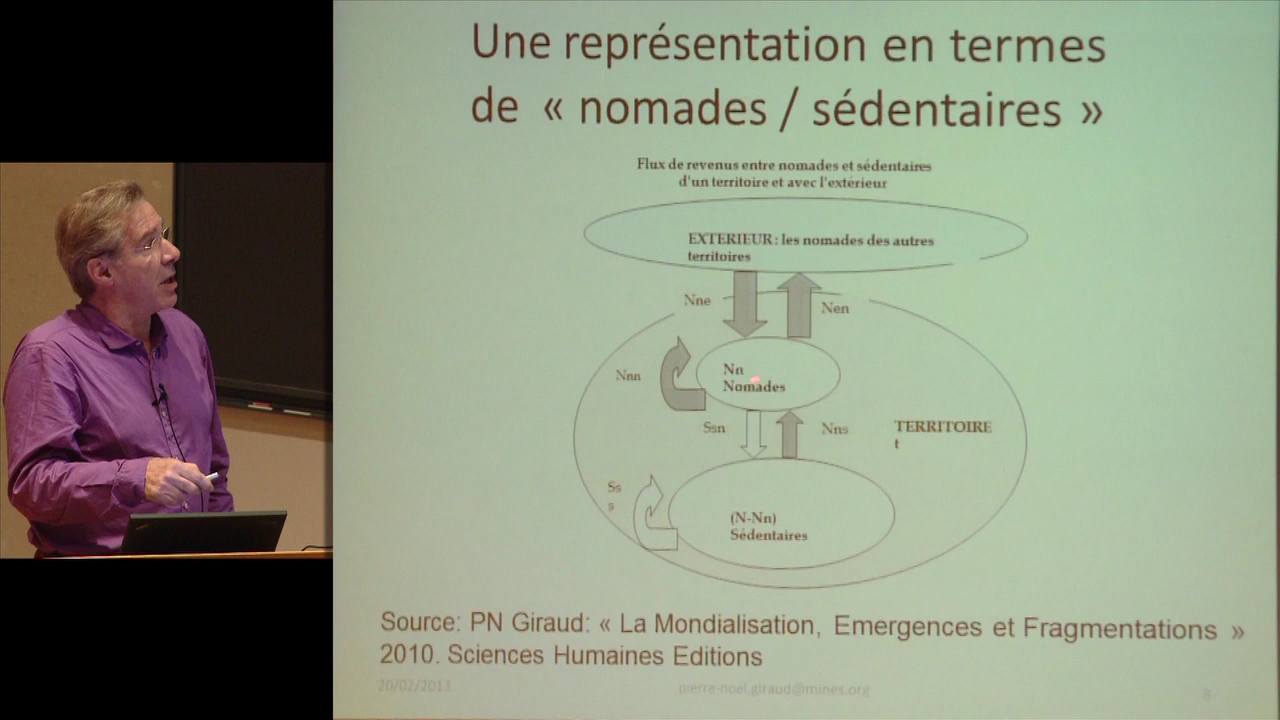 Une représentation en termes
de « nomades / sédentaires »
Flux de revenus entre nomades et sédentaires
d'un territoire et avec l'extérieur
EXTERIEUR : les nomades des autres
territoires
Nne
Nen
Nnn
Nn
Nomades
Ssn
Nns
TERRITOIRE
t
Ss
s
(N-Nn)
Sédentaires
Source: PN Giraud: « La Mondialisation, Emergences et Fragmentations »
2010. Sciences Humaines Editions
20/02/2013
pierre-noel.giraud@mines.org
8